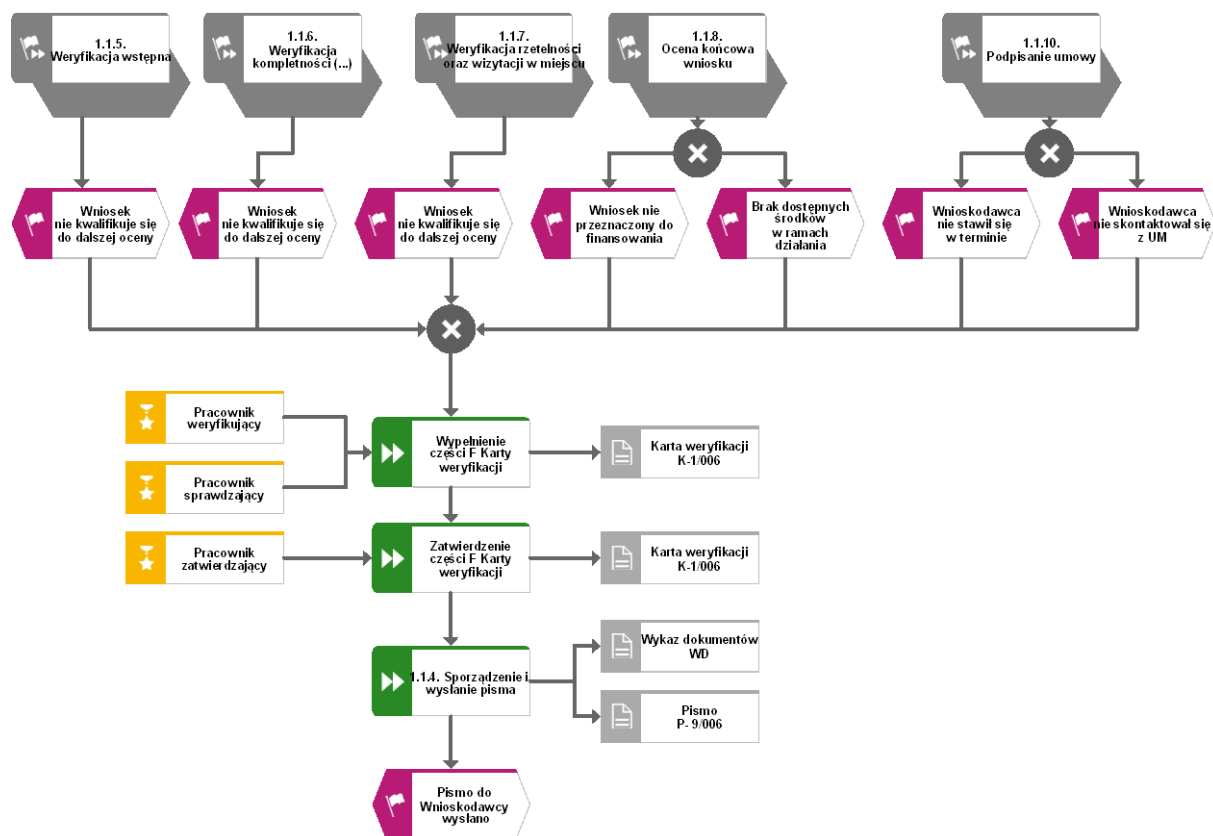 1.1.5.
Weryfikacja wstępna
1.1.6.
Weryfikacja
kompletności (...)
1.1.7.
Weryfikacja rzetelności
oraz wizytacji w miejscu
1.1.8.
Ocena końcowa
wniosku
1.1.10.
Podpisanie umowy
Wniosek
nie kwalifikuje się
do dalszej oceny
Wniosek
nie kwalifikuje się
do dalszej oceny
Wniosek
nie kwalifikuje się
do dalszej oceny
Wniosek nie
przeznaczony do
finansowania
Brak dostępnych
środków
w ramach
działania
Wnioskodawca
nie stawił się
w terminie
Wnioskodawca
nie skontaktował się
z UM
Pracownik
weryfikujący
Wypełnienie
części F Karty
weryfikacji
Karta weryfikacji
K-1/006
Pracownik
sprawdzający
Pracownik
zatwierdzający
Zatwierdzenie
części F Karty
weryfikacji
Karta weryfikacji
K-1/006
1.1.4. Sporządzenie i
wysłanie pisma
Wykaz dokumentów
WD
Pismo
P- 9/006
Pismo do
Wnioskodawcy
wysłano